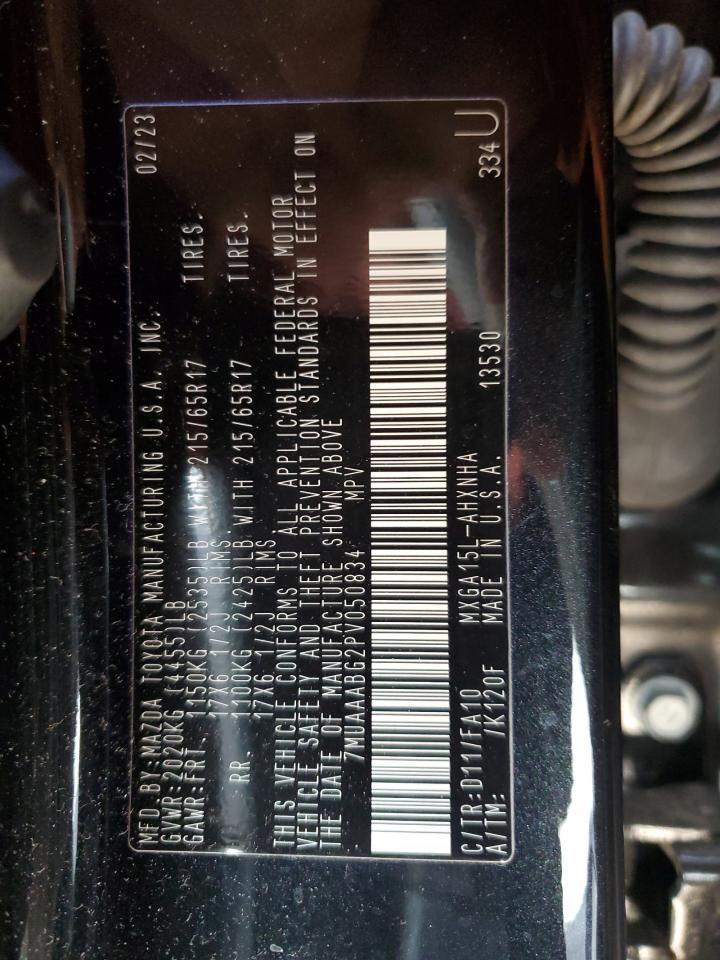 MFD.BY:MAZDA TOYOTA MANUFACTURING U.S.A. INC. 02/23
GVWR:2020KG (4455)LB
GAWR:FRT. 1150KG (2535)LB WITH 215/65R17 TIRES.
17X6 1/2J RIMS
RR. 1100KG (2425)LB WITH 215/65R17 TIRES.
17X6 1/2J RIMS
THIS VEHICLE CONFORMS TO ALL APPLICABLE FEDERAL MOTOR
VEHICLE SAFETY AND THEFT PREVENTION STANDARDS IN EFFECT ON
THE DATE OF MANUFACTURE SHOWN ABOVE
7MUAAABG2PV050834 MPV
C/TR:D11/FA10 MXGA15L-AHXNHA
A/TM: /K120F MADE IN U.S.A. 13530 334 U